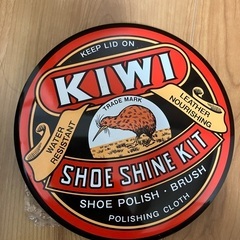 KEEP LID ON
KIWI
TRADE MARK
WATER
RESISTANT
LEATHER
NOURISHING
SHOE SHINE KIT
SHOE POLISH · BRUSH
POLISHING CLOTH